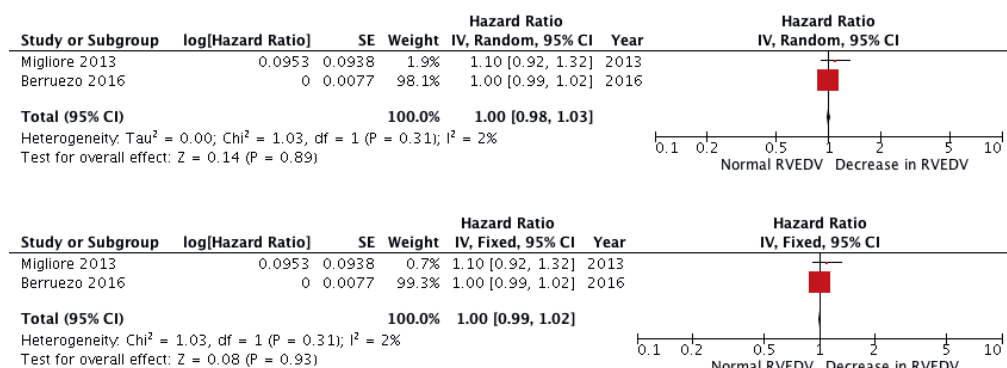 Hazard Ratio Hazard Ratio
Study or Subgroup log[Hazard Ratio] SE Weight IV, Random, 95% CI Year IV, Random, 95% CI
Migliore 2013 0.0953 0.0938 1.9% 1.10 [0.92, 1.32] 2013
Berruezo 2016 0 0.0077 98.1% 1.00 [0.99, 1.02] 2016
Total (95% CI) 100.0% 1.00 [0.98, 1.03]
Heterogeneity: Tau² = 0.00; Chi² = 1.03, df = 1 (P = 0.31); I² = 2%
Test for overall effect: Z = 0.14 (P = 0.89)
0.1 0.2 0.5 1 2 5 10
Normal RVEDV Decrease in RVEDV
Hazard Ratio Hazard Ratio
Study or Subgroup log[Hazard Ratio] SE Weight IV, Fixed, 95% CI Year IV, Fixed, 95% CI
Migliore 2013 0.0953 0.0938 0.7% 1.10 [0.92, 1.32] 2013
Berruezo 2016 0 0.0077 99.3% 1.00 [0.99, 1.02] 2016
Total (95% CI) 100.0% 1.00 [0.99, 1.02]
Heterogeneity: Chi² = 1.03, df = 1 (P = 0.31); I² = 2%
Test for overall effect: Z = 0.08 (P = 0.93)
0.1 0.2 0.5 1 2 5 10
Normal RVEDV Decrease in RVEDV